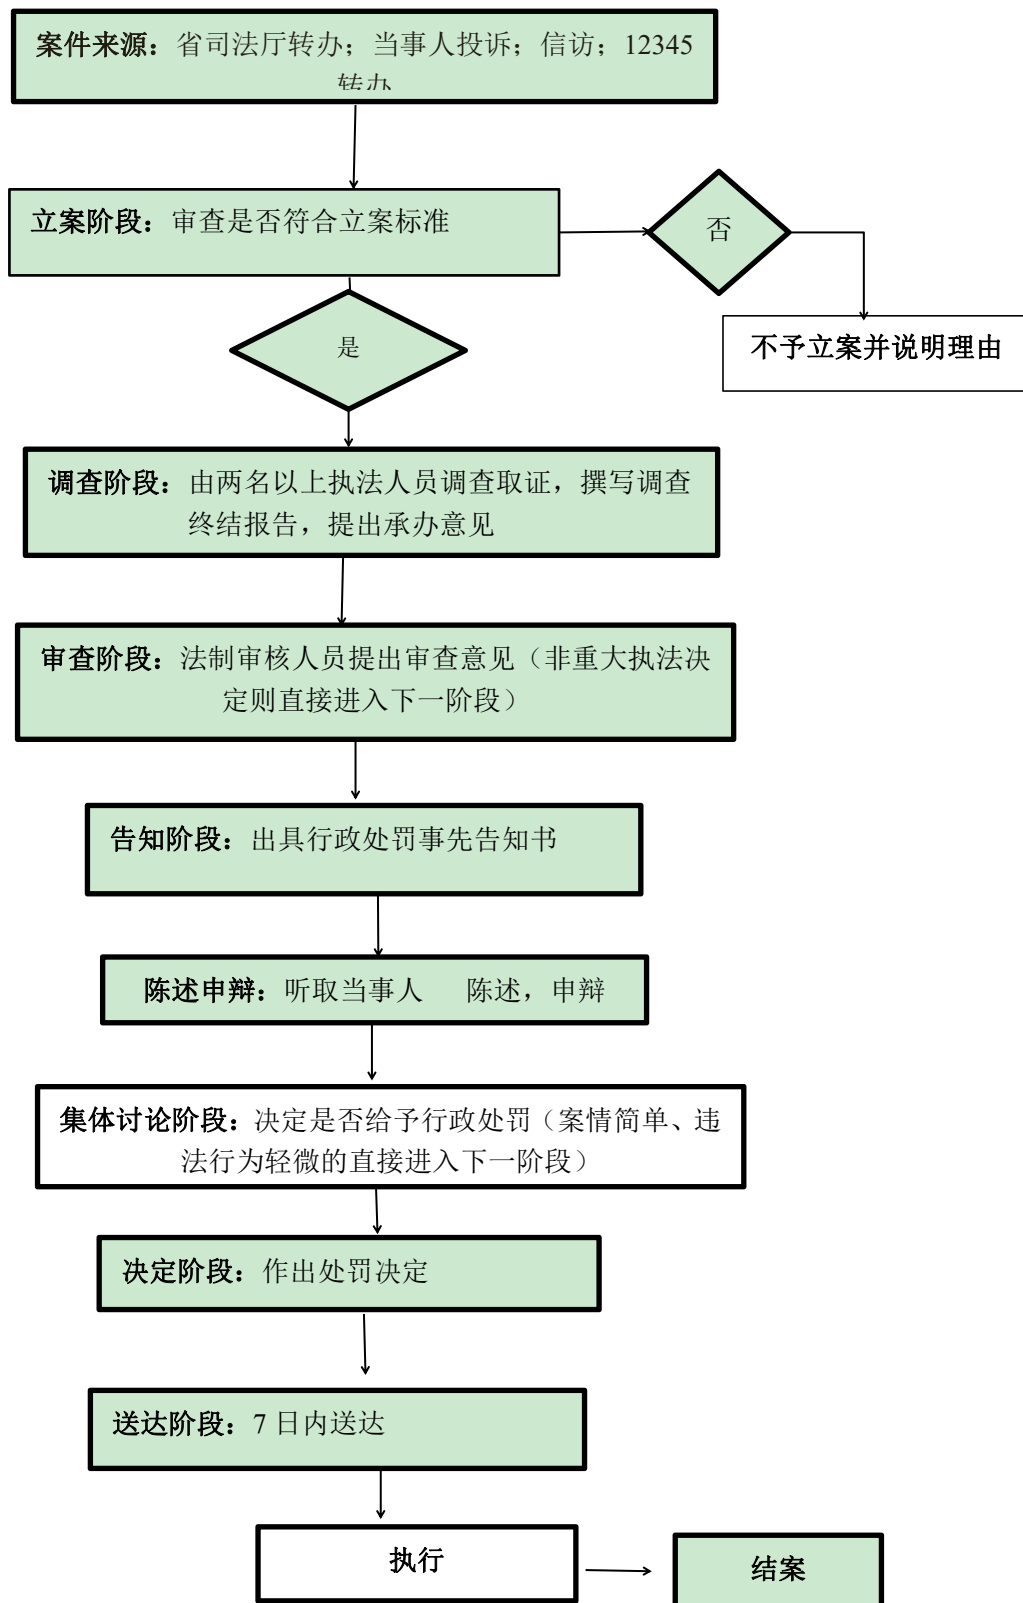 案件来源：省司法厅转办；当事人投诉；信访；12345
转办
立案阶段：审查是否符合立案标准
否
是
不予立案并说明理由
调查阶段：由两名以上执法人员调查取证，撰写调查
终结报告，提出承办意见
审查阶段：法制审核人员提出审查意见（非重大执法决
定则直接进入下一阶段）
告知阶段：出具行政处罚事先告知书
陈述申辩：听取当事人 陈述，申辩
集体讨论阶段：决定是否给予行政处罚（案情简单、违
法行为轻微的直接进入下一阶段）
决定阶段：作出处罚决定
送达阶段：7 日内送达
执行
结案